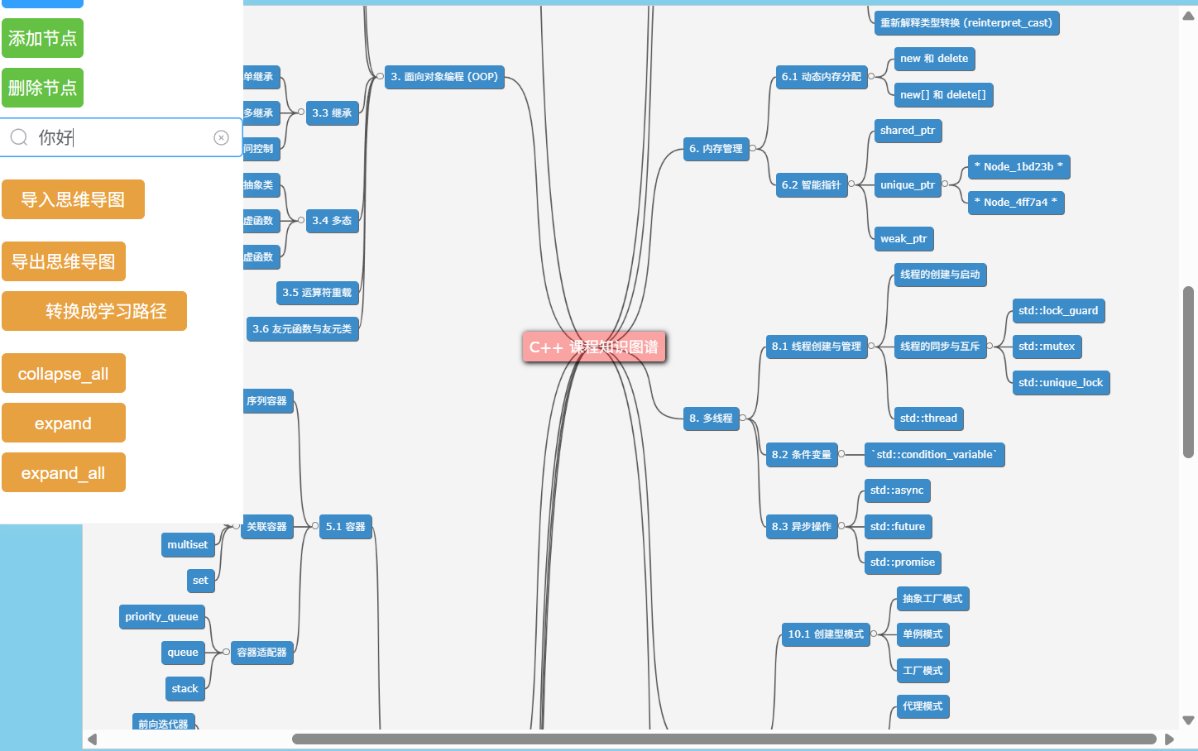 添加节点
删除节点
你好
导入思维导图
导出思维导图
转换成学习路径
collapse_all
expand
expand_all
3. 面向对象编程 (OOP)
单继承
多继承
问控制
3.3 继承
抽象类
虚函数
虚函数
3.4 多态
3.5 运算符重载
3.6 友元函数与友元类
序列容器
关联容器
5.1 容器
multiset
set
priority_queue
queue
容器适配器
stack
前向迭代器
C++ 课程知识图谱
重新解释类型转换 (reinterpret_cast)
6. 内存管理
6.1 动态内存分配
new 和 delete
new[] 和 delete[]
6.2 智能指针
shared_ptr
unique_ptr
* Node_1bd23b *
* Node_4ff7a4 *
weak_ptr
8. 多线程
8.1 线程创建与管理
线程的创建与启动
线程的同步与互斥
std::lock_guard
std::mutex
std::unique_lock
std::thread
8.2 条件变量
`std::condition_variable`
8.3 异步操作
std::async
std::future
std::promise
10.1 创建型模式
抽象工厂模式
单例模式
工厂模式
代理模式